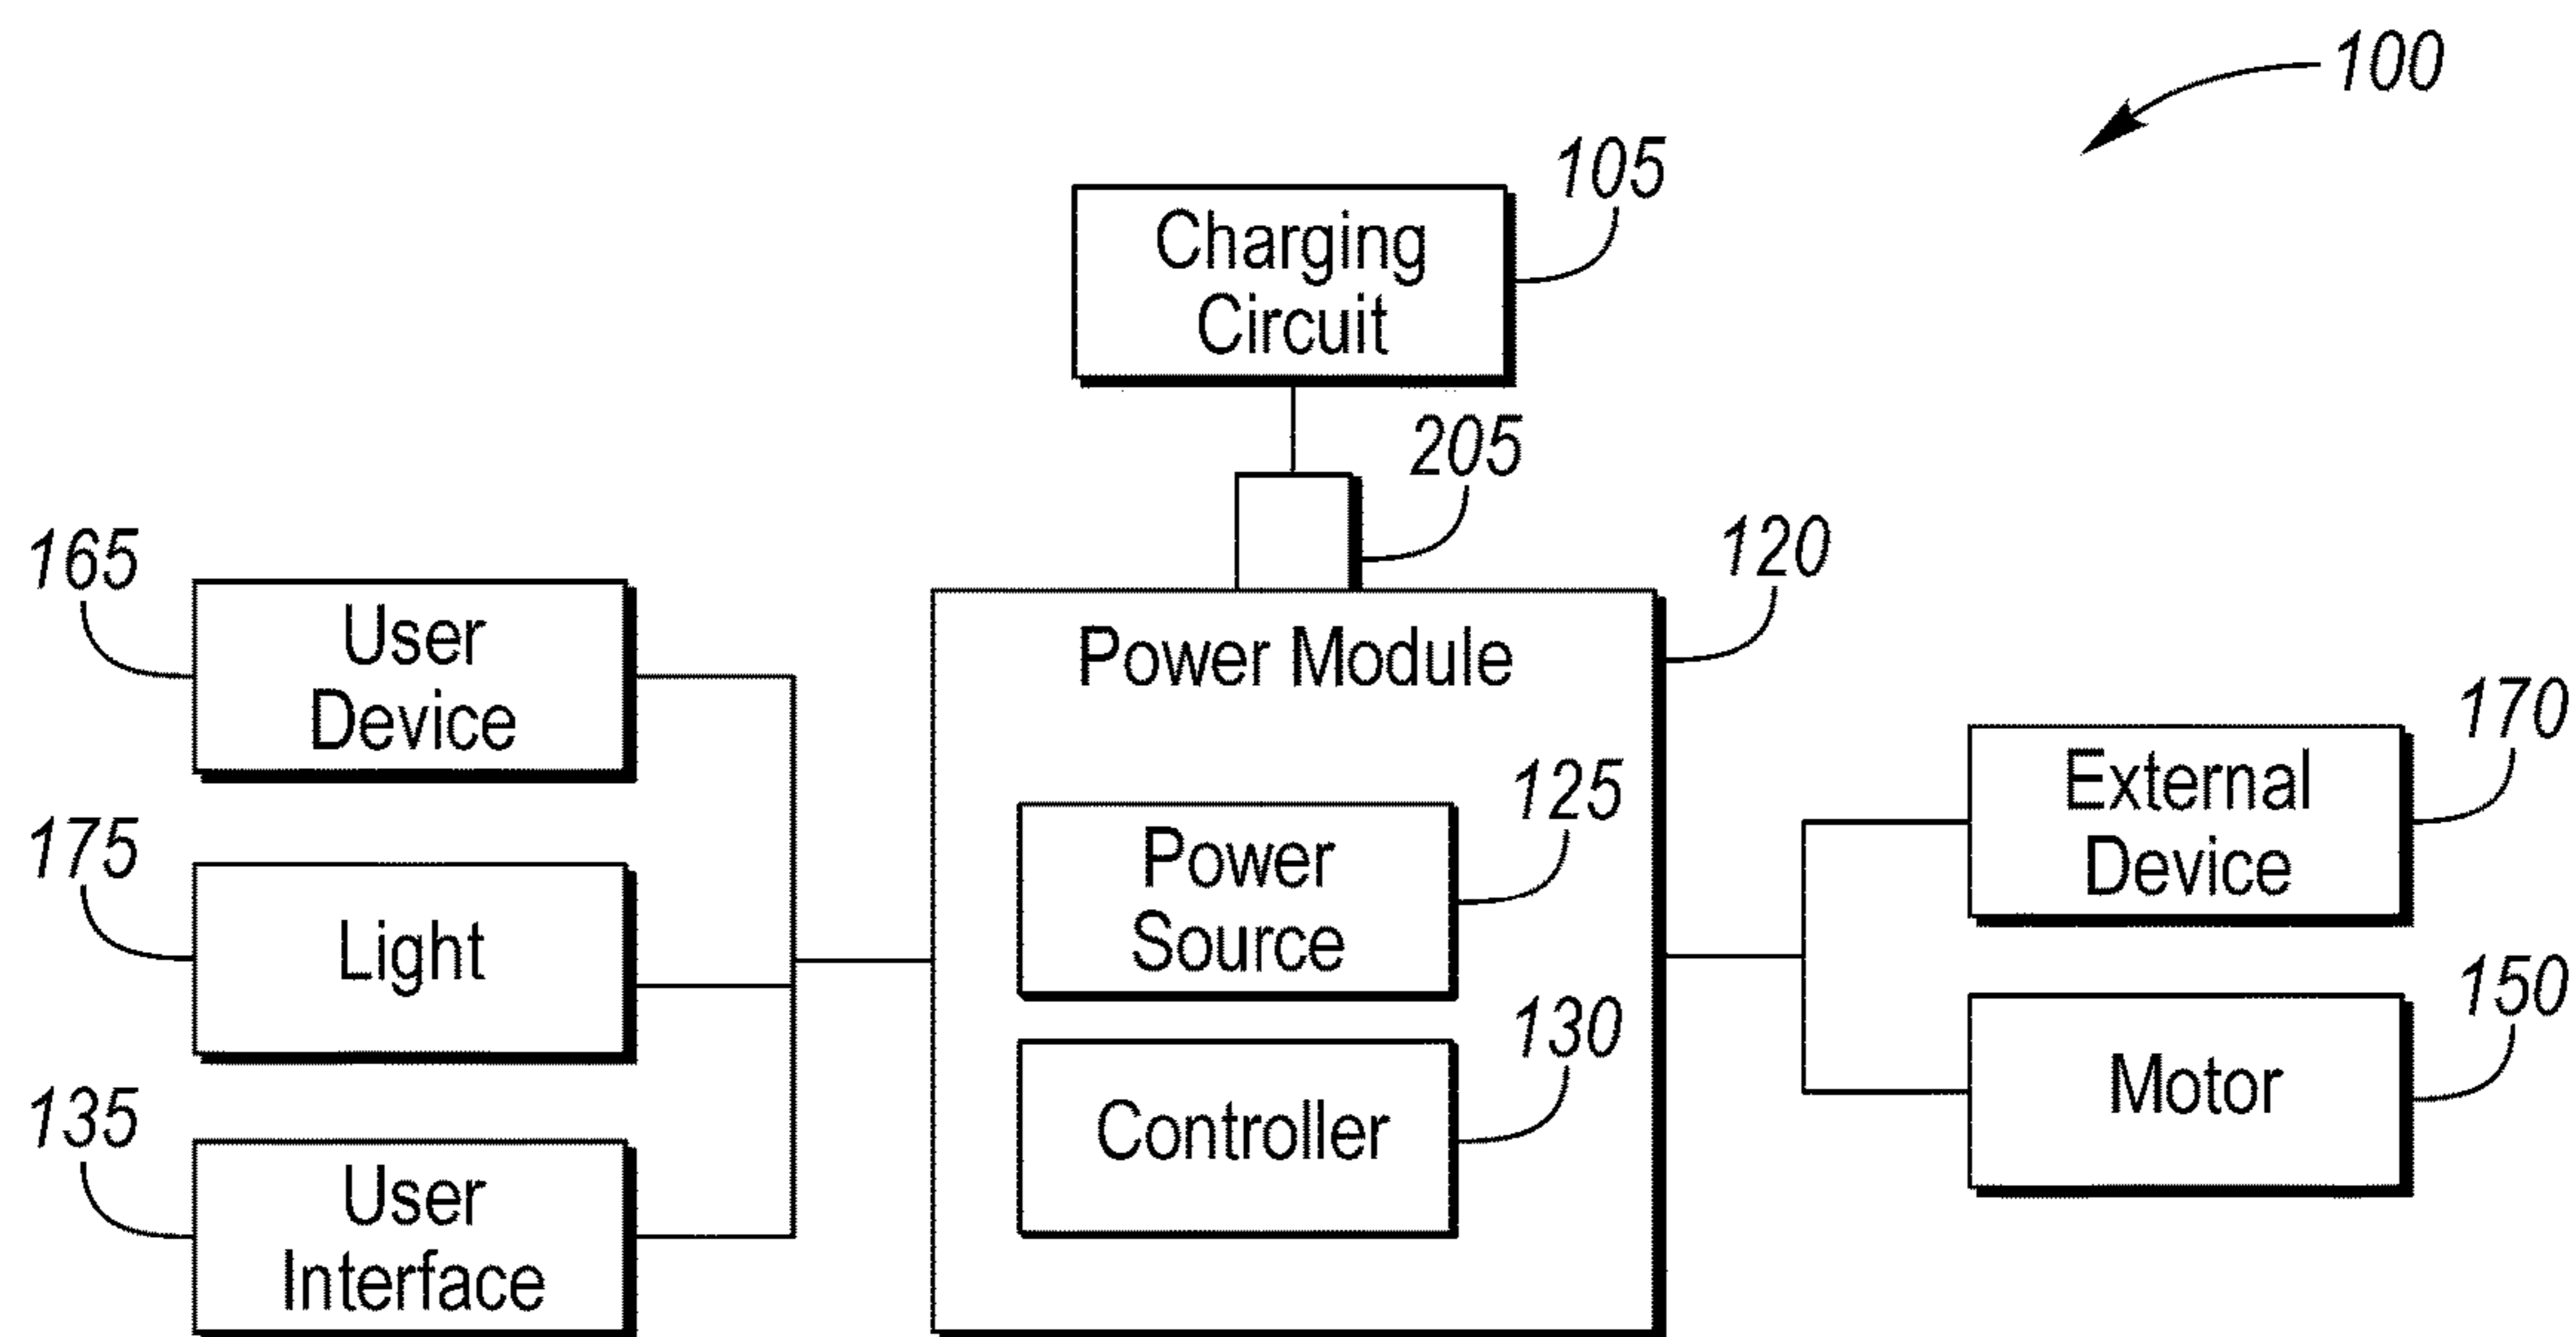 100
105
Charging
Circuit
205
165
User
Device
120
Power Module
170
External
Device
175
Light
125
Power
Source
150
Motor
135
User
Interface
130
Controller